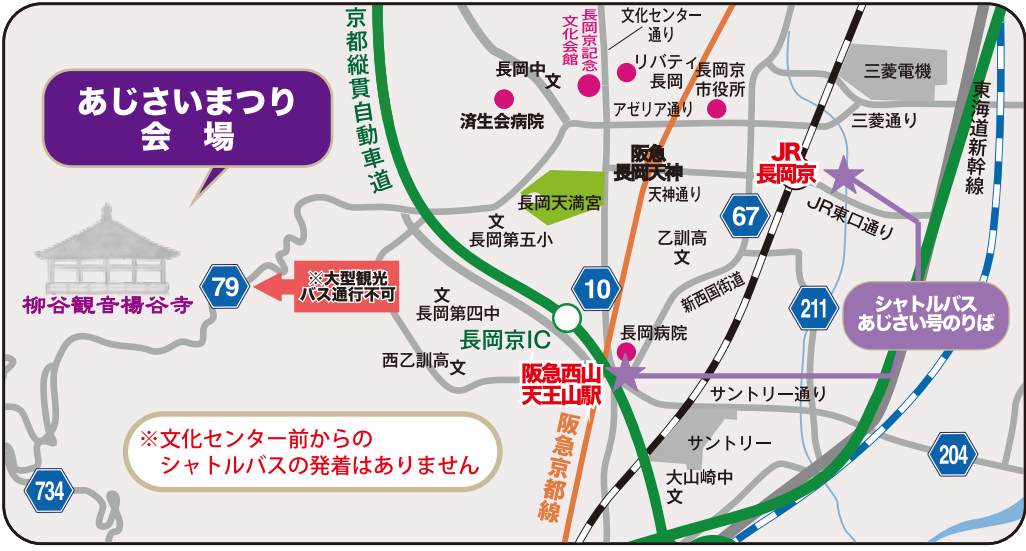 あじさいまつり
会　場
柳谷観音楊谷寺
79
※大型観光
バス通行不可
734
※文化センター前からの
シャトルバスの発着はありません
京都縦貫自動車道
長岡中
文
済生会病院
長岡京記念
文化会館
文化センター
通り
リバティ
長岡
長岡京
市役所
アゼリア通り
三菱電機
三菱通り
東海道新幹線
阪急
長岡天神
天神通り
JR
長岡京
JR東口通り
67
長岡天満宮
文
長岡第五小
乙訓高
文
新西国街道
10
211
シャトルバス
あじさい号のりば
文
長岡第四中
長岡京IC
西乙訓高
文
長岡病院
阪急西山
天王山駅
サントリー通り
サントリー
204
阪急京都線
大山崎中
文